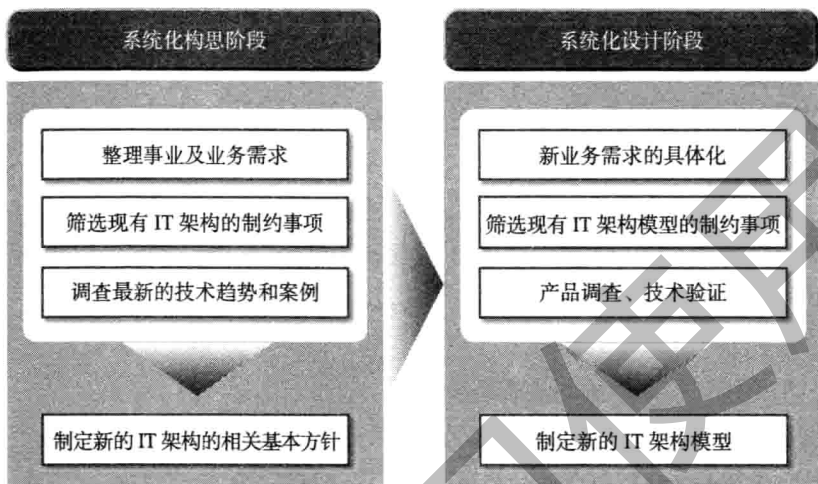 系统化构思阶段
整理事业及业务需求
筛选现有 IT 架构的制约事项
调查最新的技术趋势和案例
制定新的 IT 架构的相关基本方针
系统化设计阶段
新业务需求的具体化
筛选现有 IT 架构模型的制约事项
产品调查、技术验证
制定新的 IT 架构模型